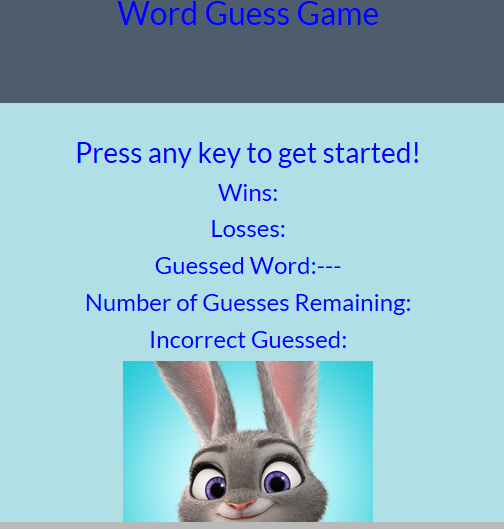 Word Guess Game
Press any key to get started!
Wins:
Losses:
Guessed Word:---
Number of Guesses Remaining:
Incorrect Guessed: